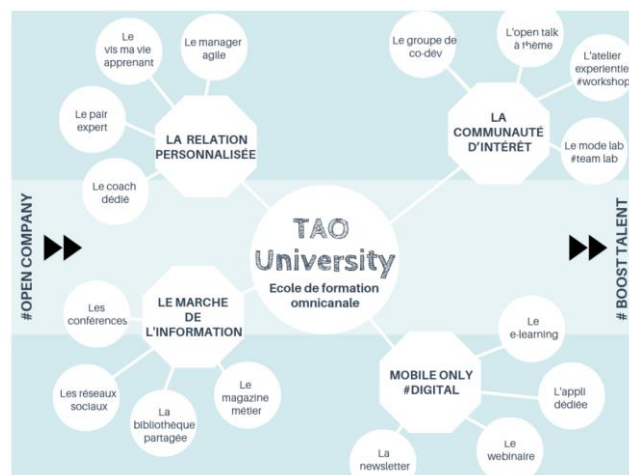 Le
vis ma vie
apprenant
Le manager
agile
Le pair
expert
Le coach
dédié
LA RELATION
PERSONNALISÉE
Le groupe de
co-dév
L'open talk
à thème
L'atelier
experientie
#workshop
Le mode lab
#team lab
LA
COMMUNAUTÉ
D'INTÉRÊT
#OPEN COMPANY
TAO
University
Ecole de formation
omnicanale
# BOOST TALENT
LE MARCHE
DE
L'INFORMATION
Les
conférences
Les réseaux
sociaux
La
bibliothèque
partagée
Le
magazine
métier
MOBILE ONLY
#DIGITAL
Le
e-learning
L'appli
dédiée
Le
webinaire
La
newsletter